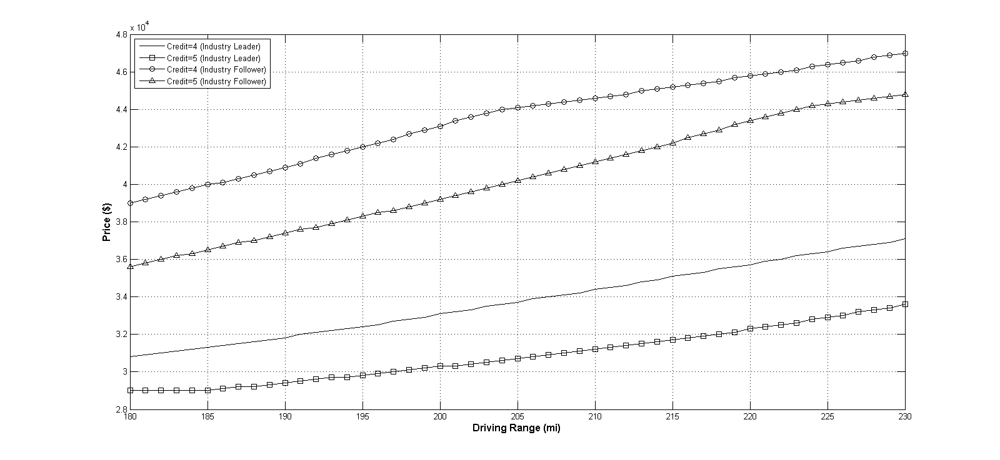 x 10^4
4.8
4.6
4.4
4.2
4
3.8
3.6
3.4
3.2
3
2.8
Price ($)
Credit=4 (Industry Leader)
Credit=5 (Industry Leader)
Credit=4 (Industry Follower)
Credit=5 (Industry Follower)
180 185 190 195 200 205 210 215 220 225 230
Driving Range (mi)